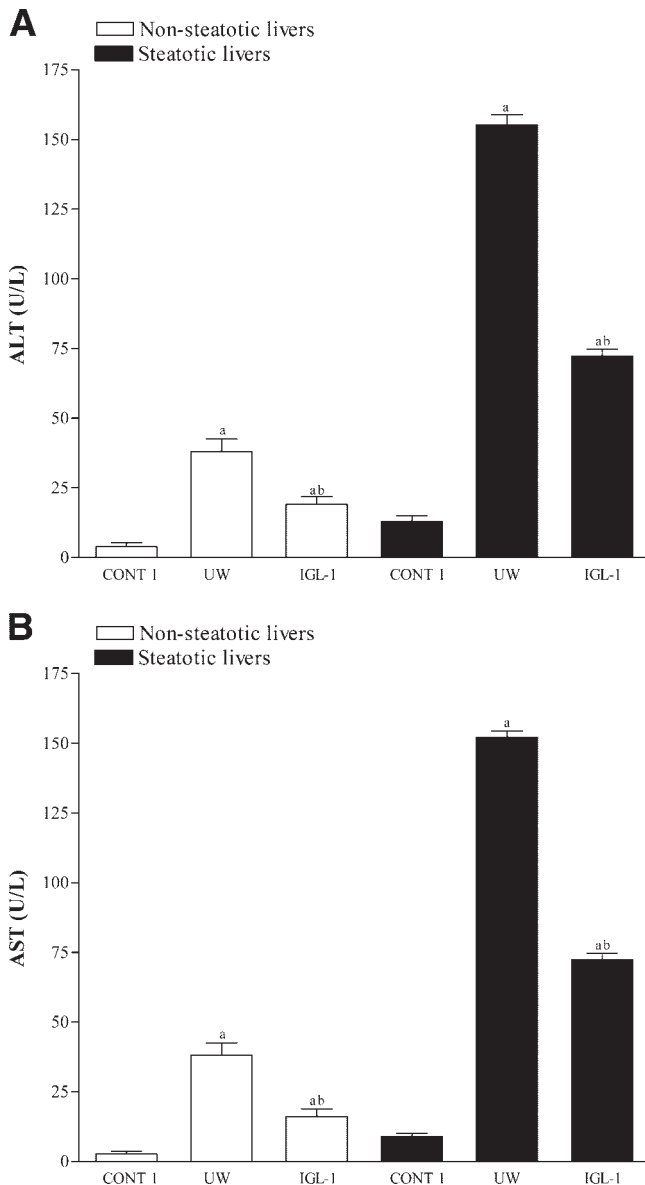 A
Non-steatotic livers
Steatotic livers
175
150
125
100
75
50
25
0
ALT (U/L)
a
ab
a
ab
CONT 1 UW IGL-1 CONT 1 UW IGL-1
B
Non-steatotic livers
Steatotic livers
175
150
125
100
75
50
25
0
AST (U/L)
a
ab
a
ab
CONT 1 UW IGL-1 CONT 1 UW IGL-1